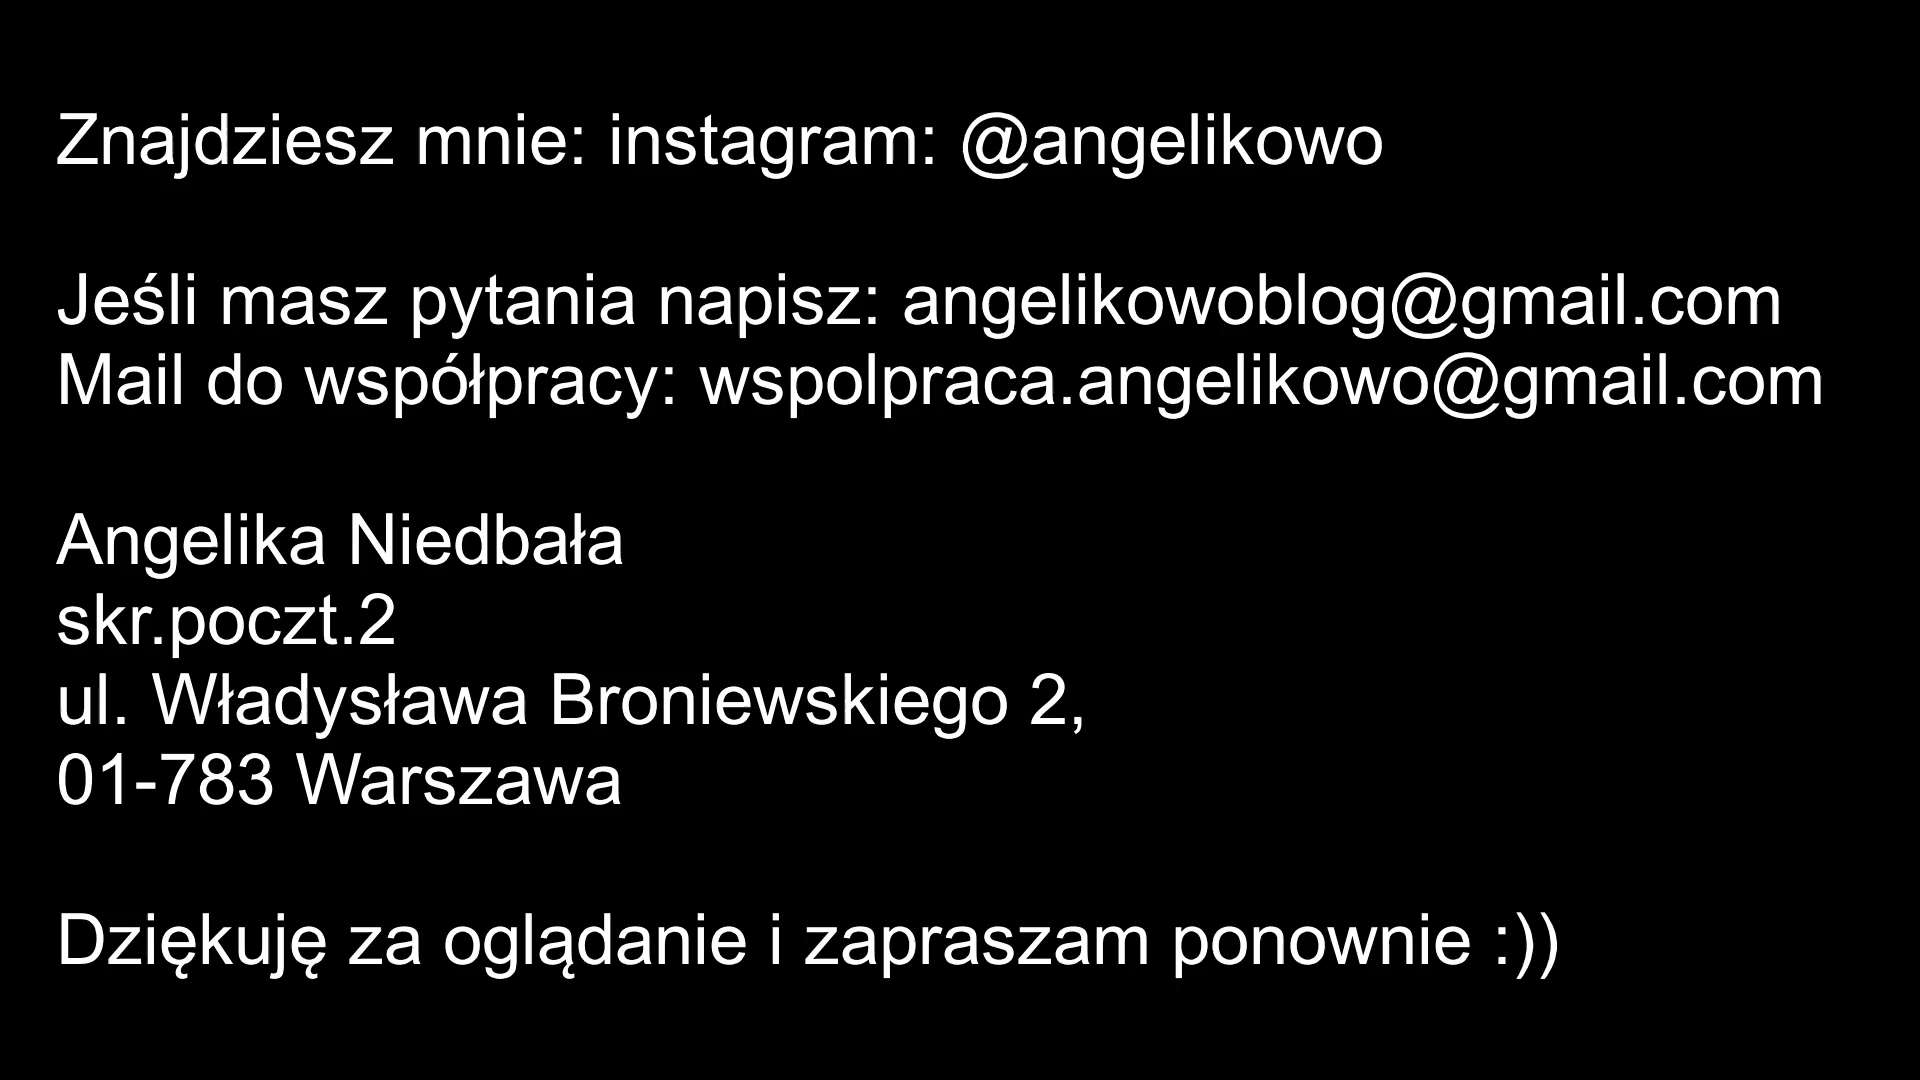 Znajdziesz mnie: instagram: @angelikowo
Jeśli masz pytania napisz: angelikowoblog@gmail.com
Mail do współpracy: wspolpraca.angelikowo@gmail.com
Angelika Niedbała
skr.poczt.2
ul. Władysława Broniewskiego 2,
01-783 Warszawa
Dziękuję za oglądanie i zapraszam ponownie :))